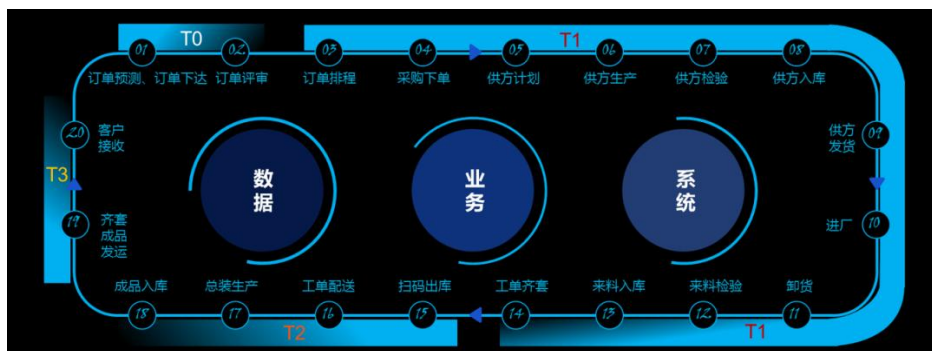 T0
T1
01
02
03
04
05
06
07
08
订单预测、订单下达
订单评审
订单排程
采购下单
供方计划
供方生产
供方检验
供方入库
20
客户
接收
供方
发货
09
T3
数
据
业
务
系
统
19
齐套
成品
发运
进厂
10
成品入库
总装生产
工单配送
扫码出库
工单齐套
来料入库
来料检验
卸货
18
17
16
15
14
13
12
11
T2
T1